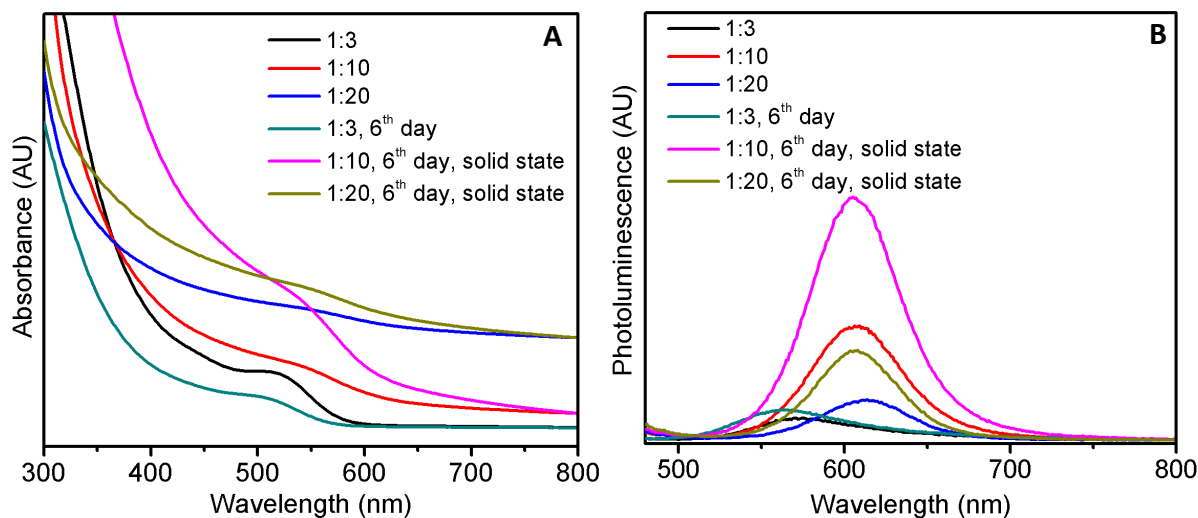 A
1:3
1:10
1:20
1:3, 6th day
1:10, 6th day, solid state
1:20, 6th day, solid state
Absorbance (AU)
300
400
500
600
700
800
Wavelength (nm)
B
1:3
1:10
1:20
1:3, 6th day
1:10, 6th day, solid state
1:20, 6th day, solid state
Photoluminescence (AU)
500
600
700
800
Wavelength (nm)